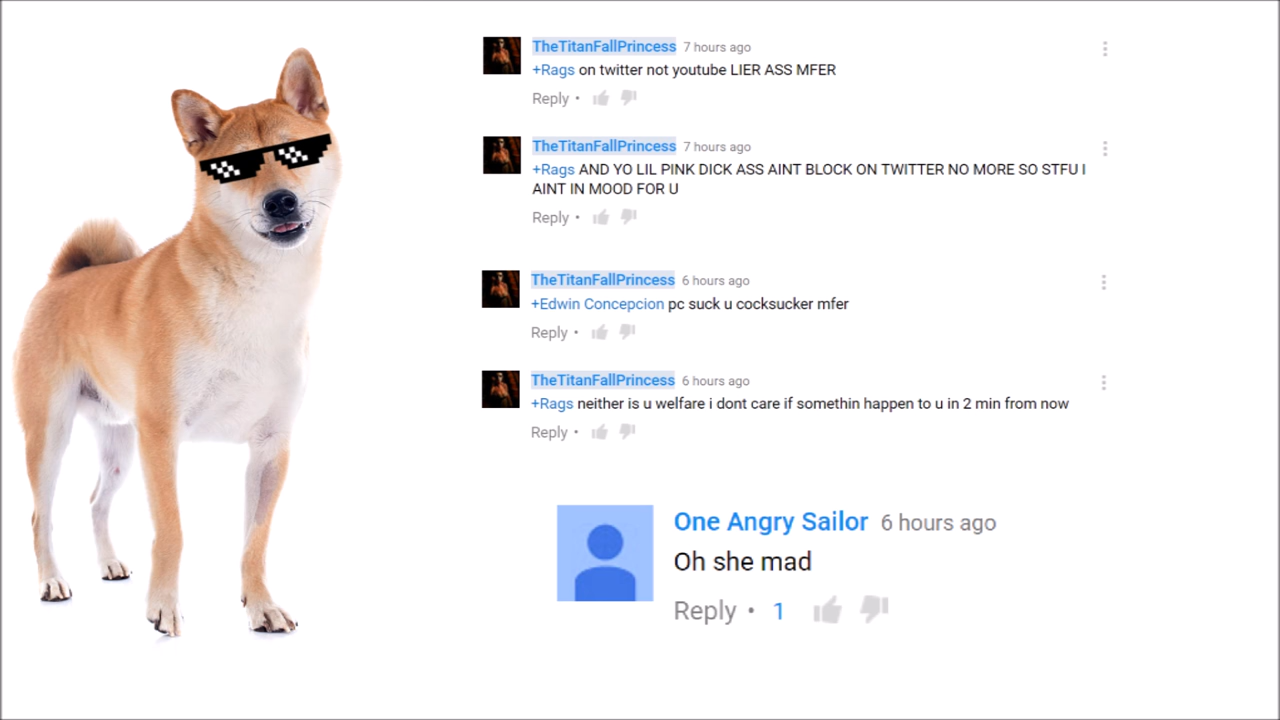 TheTitanFallPrincess 7 hours ago
+Rags on twitter not youtube LIER ASS MFER
Reply •
TheTitanFallPrincess 7 hours ago
+Rags AND YO LIL PINK DICK ASS AINT BLOCK ON TWITTER NO MORE SO STFU I
AINT IN MOOD FOR U
Reply •
TheTitanFallPrincess 6 hours ago
+Edwin Concepcion pc suck u cocksucker mfer
Reply •
TheTitanFallPrincess 6 hours ago
+Rags neither is u welfare i dont care if somethin happen to u in 2 min from now
Reply •
One Angry Sailor 6 hours ago
Oh she mad
Reply • 1